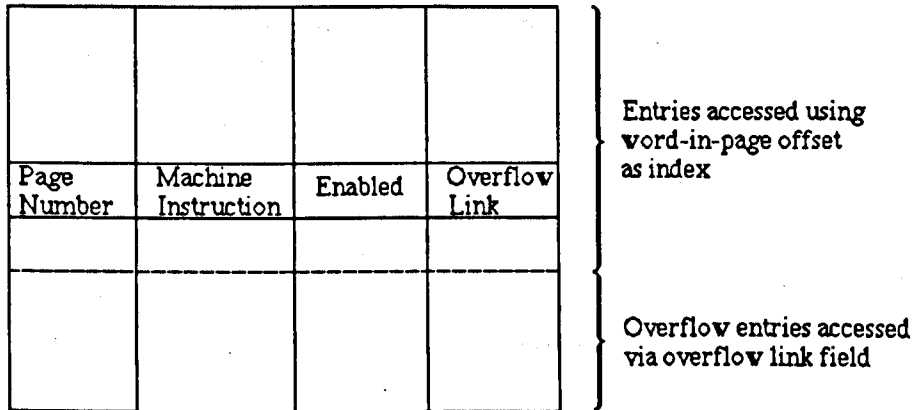 Entries accessed using
word-in-page offset
as index
Page Number
Machine Instruction
Enabled
Overflow Link
Overflow entries accessed
via overflow link field